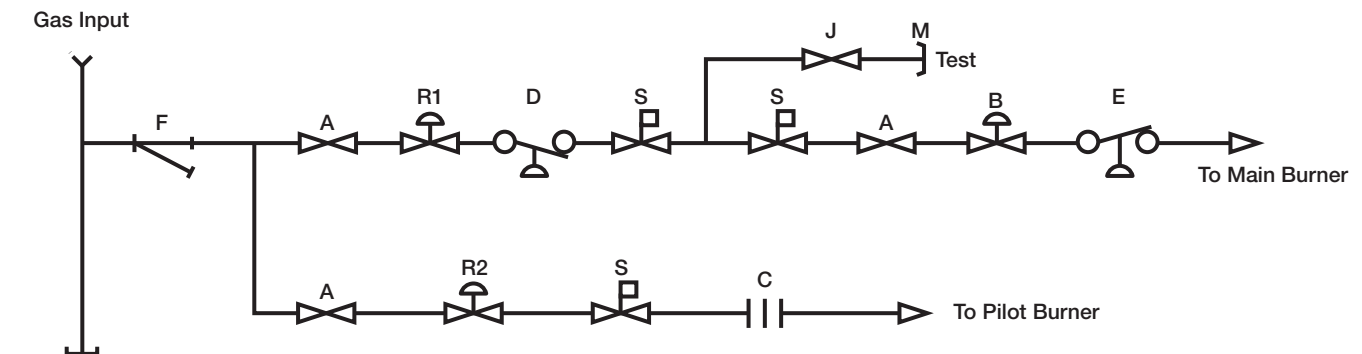 Gas Input
J
M
Test
F
A
R1
D
S
S
A
B
E
To Main Burner
A
R2
S
C
To Pilot Burner